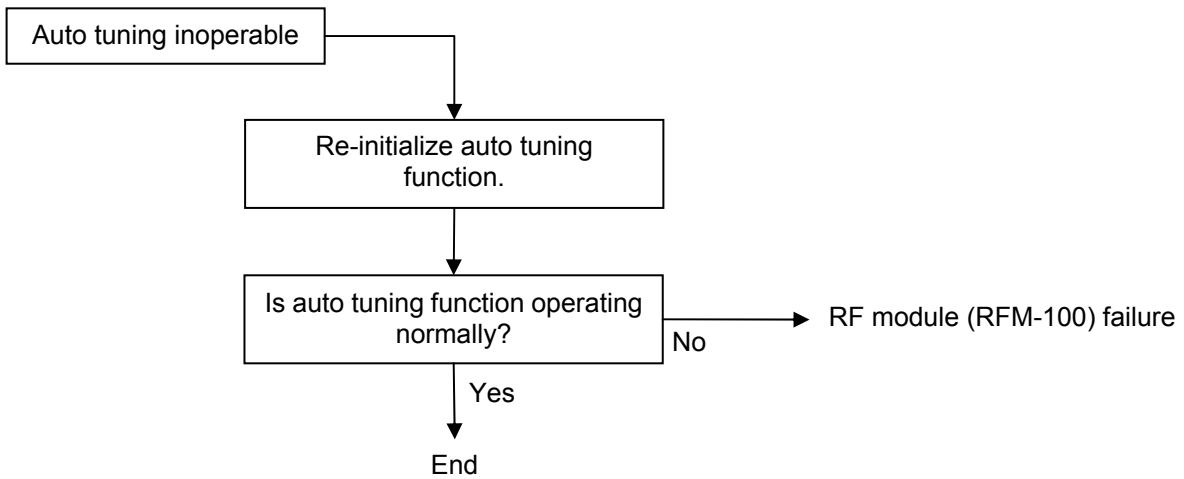 Auto tuning inoperable
Re-initialize auto tuning
function.
Is auto tuning function operating
normally?
No
RF module (RFM-100) failure
Yes
End